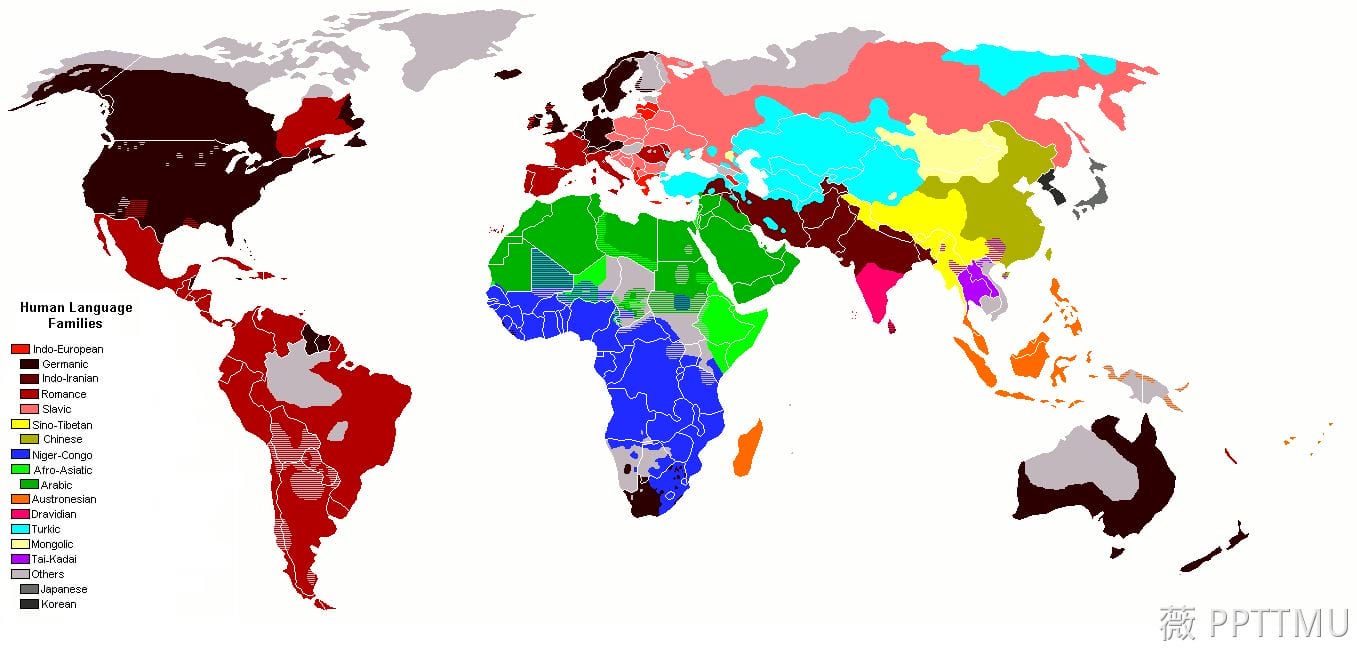 Human Language
Families
Indo-European
Germanic
Indo-Iranian
Romance
Slavic
Sino-Tibetan
Chinese
Niger-Congo
Afro-Asiatic
Arabic
Austronesian
Dravidian
Turkic
Mongolic
Tai-Kadai
Others
Japanese
Korean
薇 PPTTMU